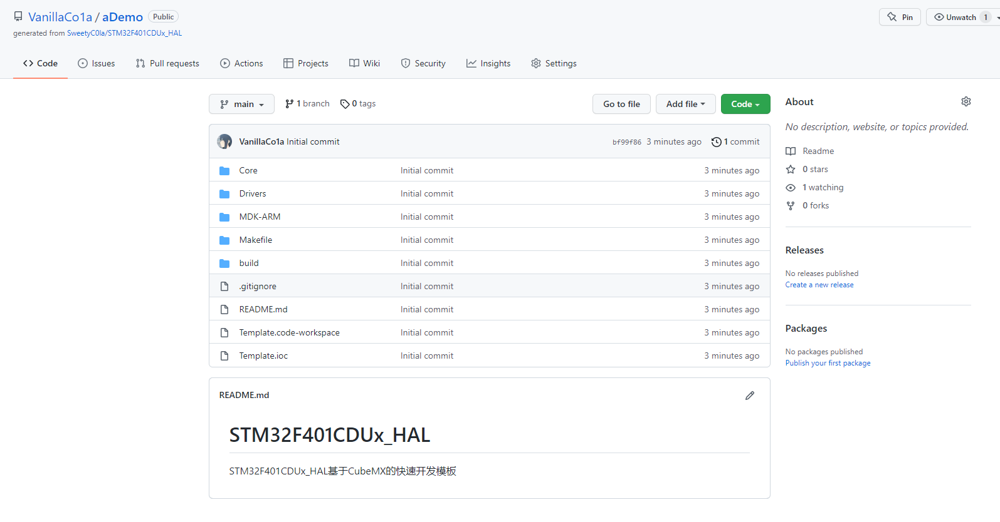 VanillaCo1a / aDemo Public
Pin
Unwatch 1
generated from SweetyC0la/STM32F401CDUx_HAL
Code Issues Pull requests Actions Projects Wiki Security Insights Settings
main 1 branch 0 tags Go to file Add file Code
VanillaCo1a Initial commit bf99f86 3 minutes ago 1 commit
Core Initial commit 3 minutes ago
Drivers Initial commit 3 minutes ago
MDK-ARM Initial commit 3 minutes ago
Makefile Initial commit 3 minutes ago
build Initial commit 3 minutes ago
.gitignore Initial commit 3 minutes ago
README.md Initial commit 3 minutes ago
Template.code-workspace Initial commit 3 minutes ago
Template.ioc Initial commit 3 minutes ago
README.md
STM32F401CDUx_HAL
STM32F401CDUx_HAL基于CubeMX的快速开发模板
About
No description, website, or topics provided.
Readme
0 stars
1 watching
0 forks
Releases
No releases published
Create a new release
Packages
No packages published
Publish your first package